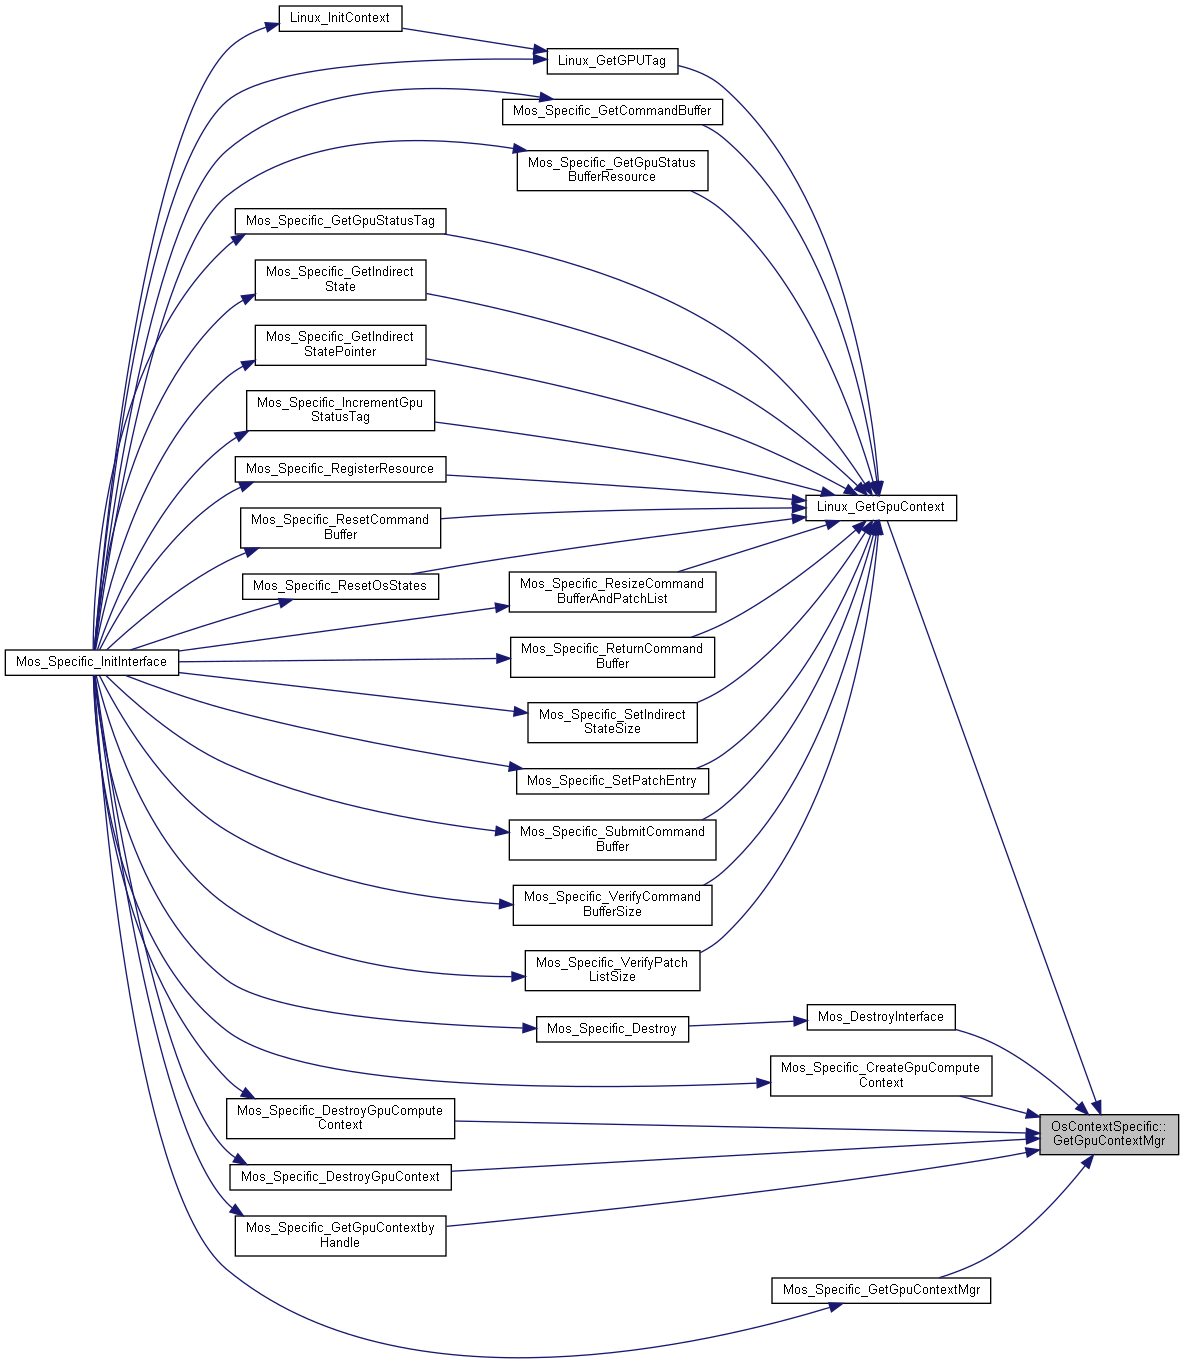 Linux_InitContext
Linux_GetGPUTag
Mos_Specific_GetCommandBuffer
Mos_Specific_GetGpuStatus
BufferResource
Mos_Specific_GetGpuStatusTag
Mos_Specific_GetIndirect
State
Mos_Specific_GetIndirect
StatePointer
Mos_Specific_IncrementGpu
StatusTag
Mos_Specific_RegisterResource
Linux_GetGpuContext
Mos_Specific_ResetCommand
Buffer
Mos_Specific_ResetOsStates
Mos_Specific_ResizeCommand
BufferAndPatchList
Mos_Specific_InitInterface
Mos_Specific_ReturnCommand
Buffer
Mos_Specific_SetIndirect
StateSize
Mos_Specific_SetPatchEntry
Mos_Specific_SubmitCommand
Buffer
Mos_Specific_VerifyCommand
BufferSize
Mos_Specific_VerifyPatch
ListSize
Mos_Specific_Destroy
Mos_DestroyInterface
Mos_Specific_CreateGpuCompute
Context
Mos_Specific_DestroyGpuCompute
Context
OsContextSpecific::
GetGpuContextMgr
Mos_Specific_DestroyGpuContext
Mos_Specific_GetGpuContextby
Handle
Mos_Specific_GetGpuContextMgr